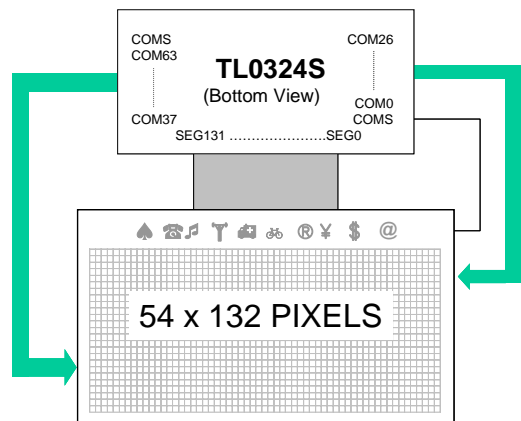 COMS
COM63
COM37
TL0324S
(Bottom View)
COM26
COM0
COMS
SEG131 ......................SEG0
® ¥ $ @
54 x 132 PIXELS